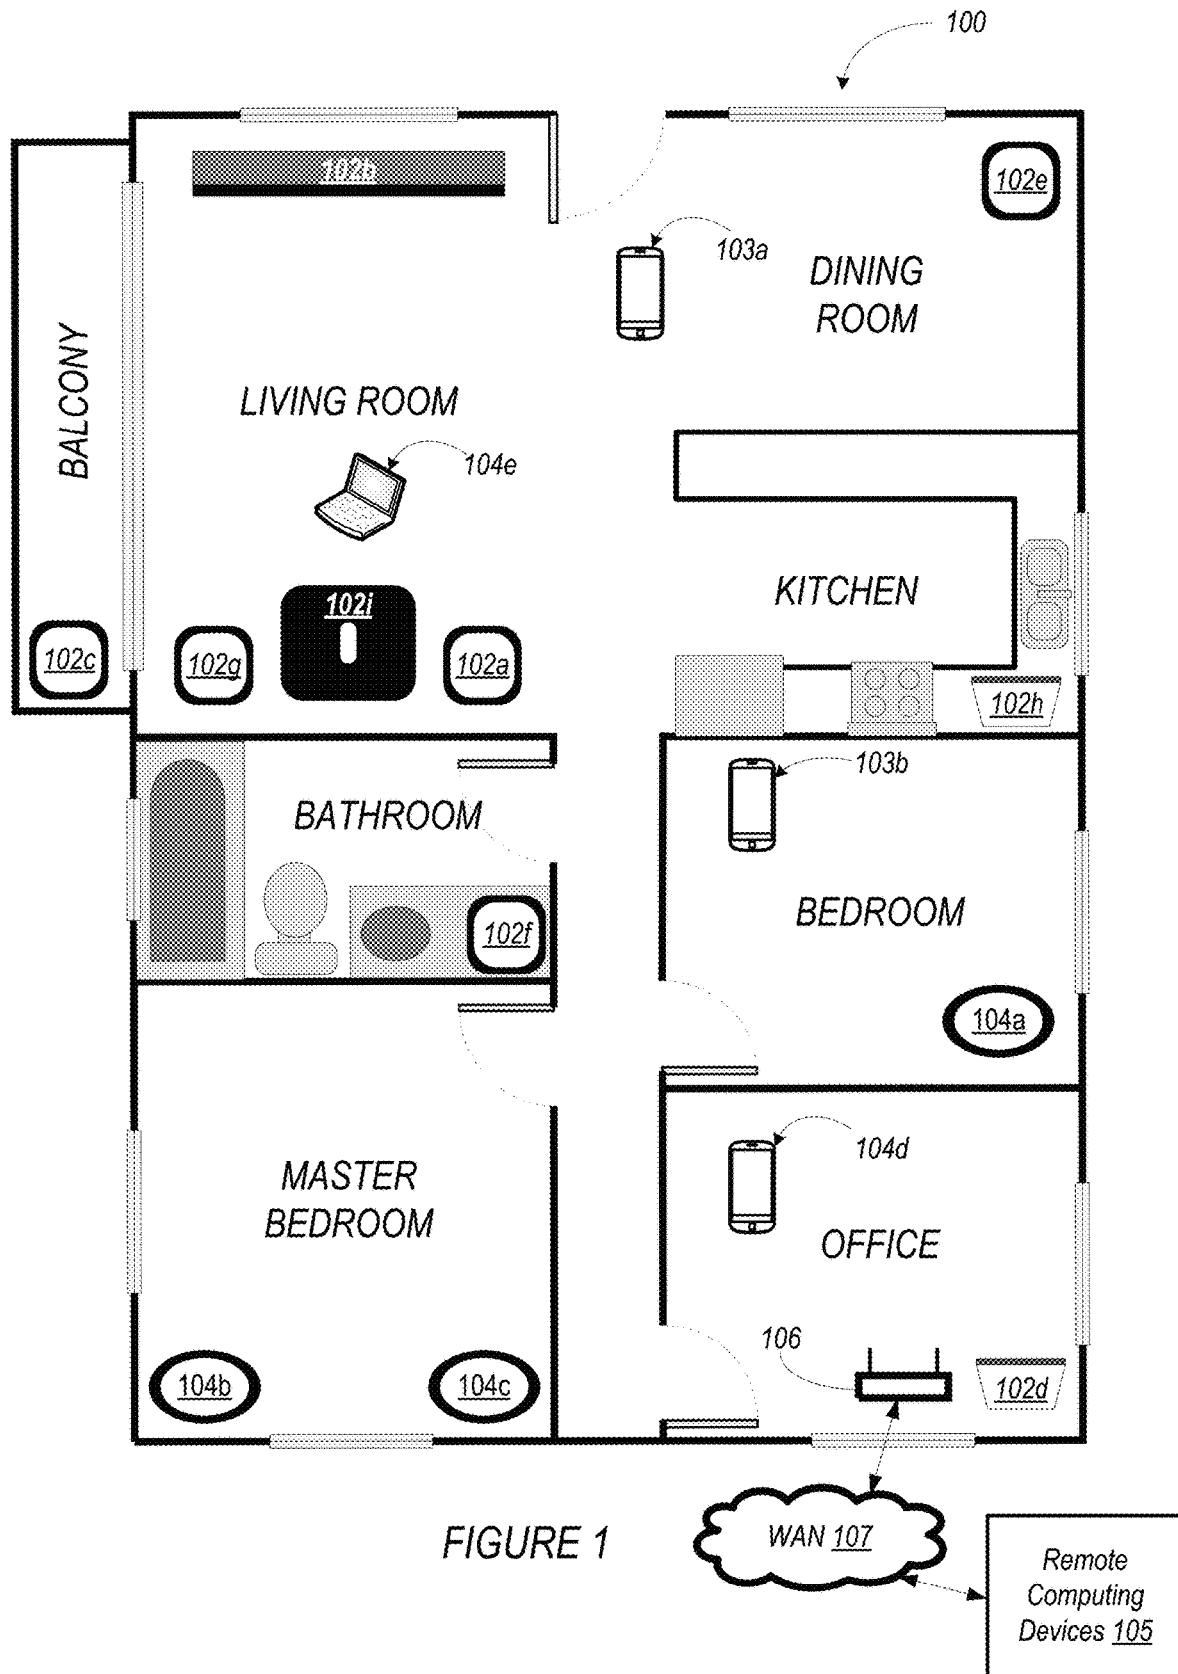 100
102b
102e
103a
DINING
ROOM
BALCONY
LIVING ROOM
104e
KITCHEN
102i
102c
102g
102a
102h
103b
BATHROOM
BEDROOM
102f
104a
104d
MASTER
BEDROOM
OFFICE
106
104b
104c
102d
FIGURE 1
WAN 107
Remote
Computing
Devices 105